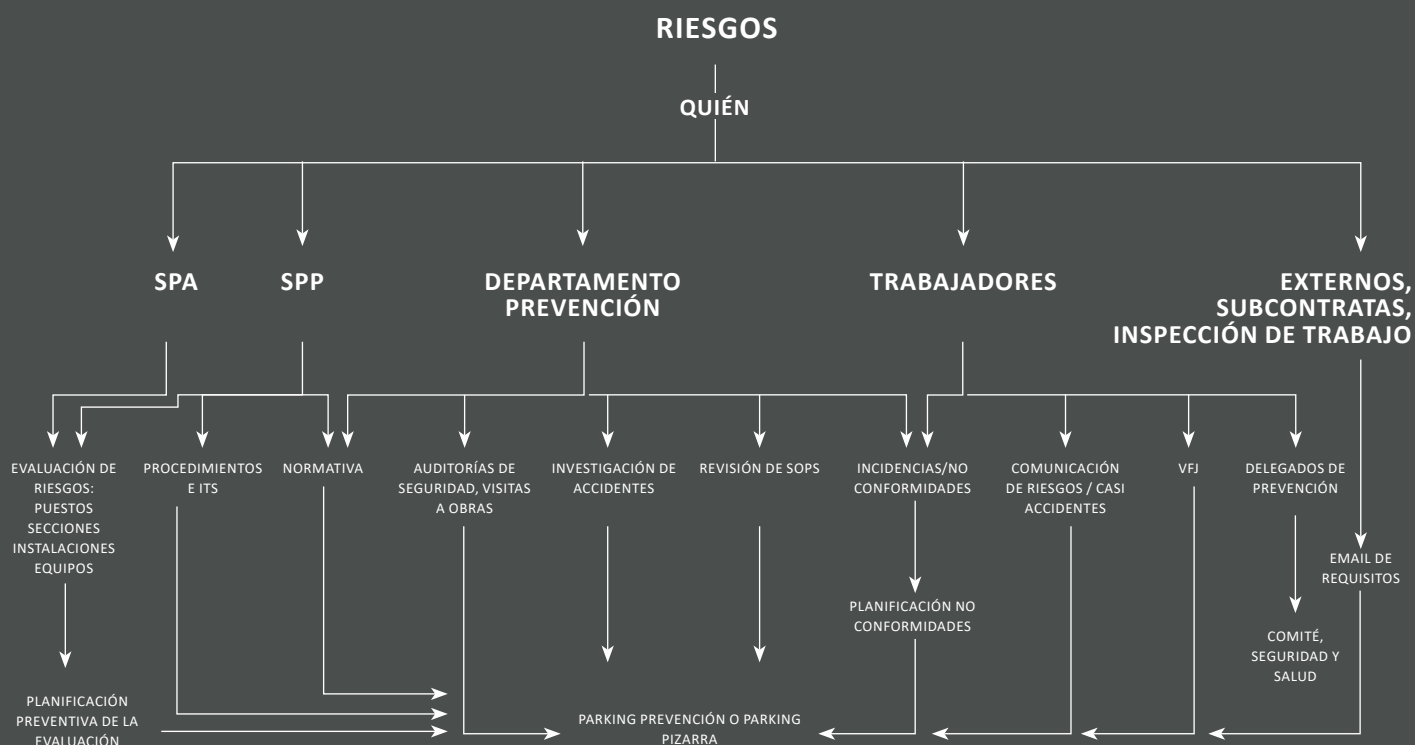 RIESGOS
QUIÉN
SPA
SPP
DEPARTAMENTO
PREVENCIÓN
TRABAJADORES
EXTERNOS,
SUBCONTRATAS,
INSPECCIÓN DE TRABAJO
EVALUACIÓN DE
RIESGOS:
PUESTOS
SECCIONES
INSTALACIONES
EQUIPOS
PROCEDIMIENTOS
E ITS
NORMATIVA
AUDITORÍAS DE
SEGURIDAD, VISITAS
A OBRAS
INVESTIGACIÓN DE
ACCIDENTES
REVISIÓN DE SOPS
INCIDENCIAS/NO
CONFORMIDADES
COMUNICACIÓN
DE RIESGOS / CASI
ACCIDENTES
VFJ
DELEGADOS DE
PREVENCIÓN
EMAIL DE
REQUISITOS
PLANIFICACIÓN NO
CONFORMIDADES
COMITÉ,
SEGURIDAD Y
SALUD
PLANIFICACIÓN
PREVENTIVA DE LA
EVALUACIÓN
PARKING PREVENCIÓN O PARKING
PIZARRA